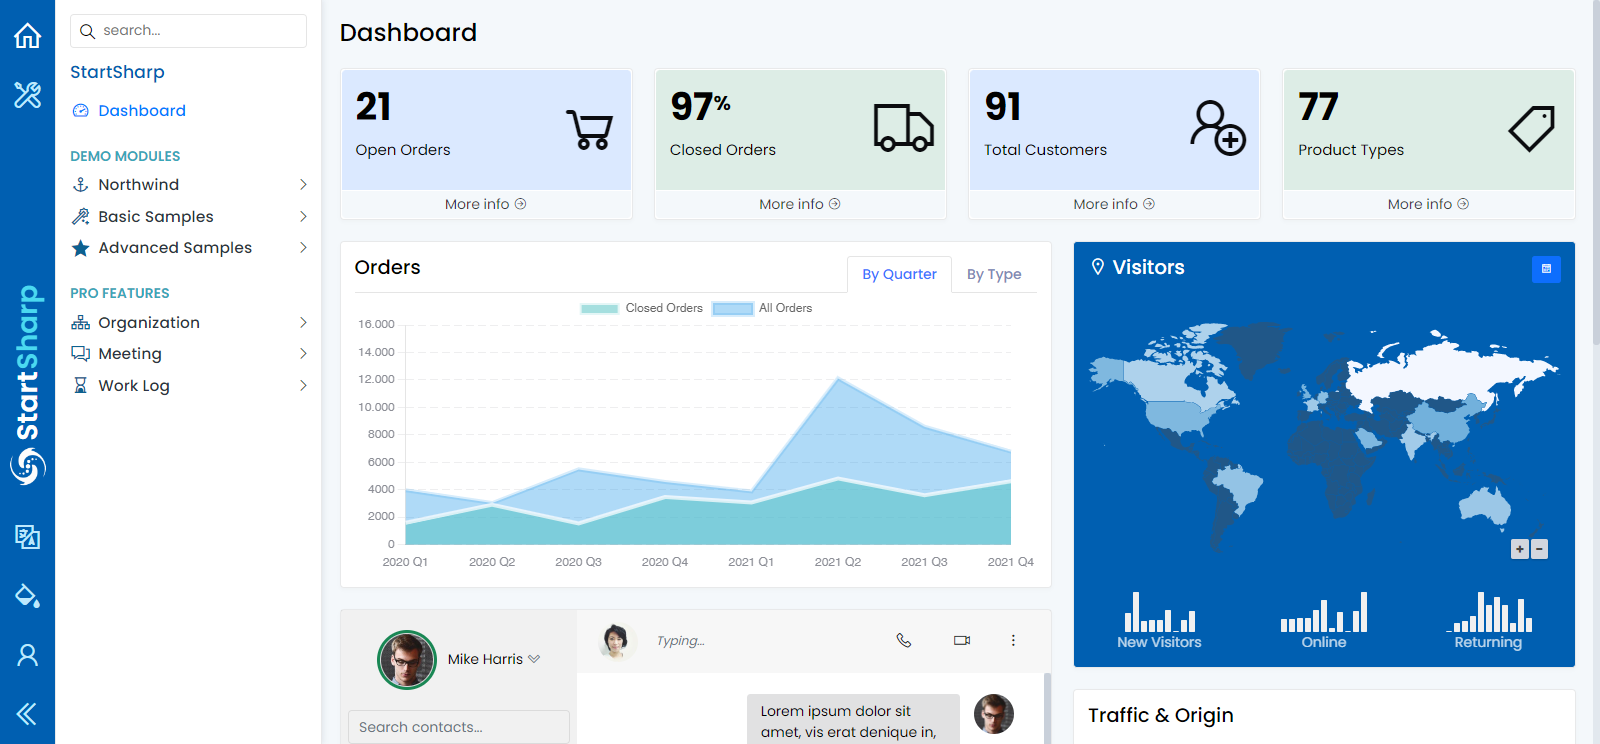 search...
StartSharp
Dashboard
DEMO MODULES
Northwind
Basic Samples
Advanced Samples
PRO FEATURES
Organization
Meeting
Work Log
StartSharp
Dashboard
21
Open Orders
More info
97%
Closed Orders
More info
91
Total Customers
More info
77
Product Types
More info
Orders
By Quarter
By Type
Closed Orders
All Orders
16.000
14.000
12.000
10.000
8000
6000
4000
2000
0
2020 Q1
2020 Q2
2020 Q3
2020 Q4
2021 Q1
2021 Q2
2021 Q3
2021 Q4
Visitors
+
−
New Visitors
Online
Returning
Mike Harris
Search contacts...
Typing...
Lorem ipsum dolor sit
amet, vis erat denique in,
Traffic & Origin